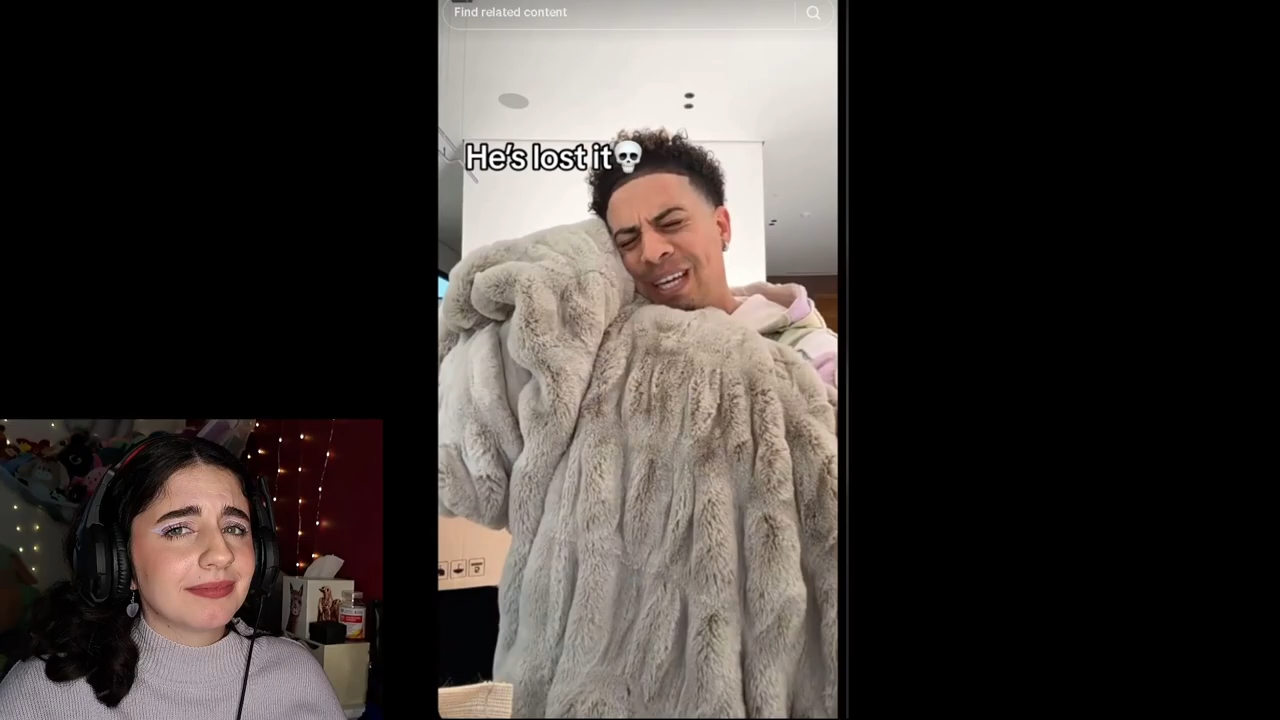 Find related content
He's lost it💀